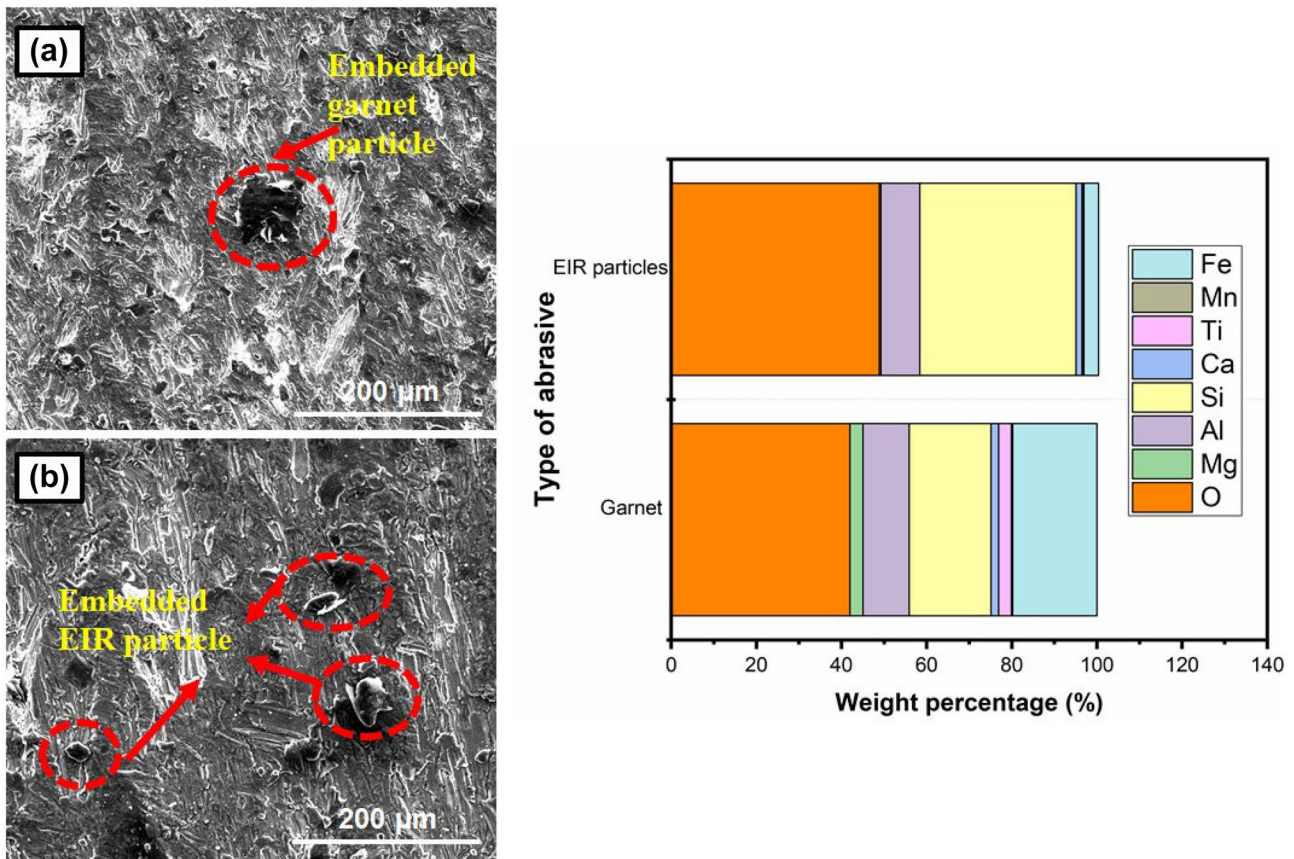 (a)
Embedded
garnet
particle
200 µm
(b)
Embedded
EIR particle
200 µm
Type of abrasive
EIR particles
Garnet
Fe
Mn
Ti
Ca
Si
Al
Mg
O
0 20 40 60 80 100 120 140
Weight percentage (%)